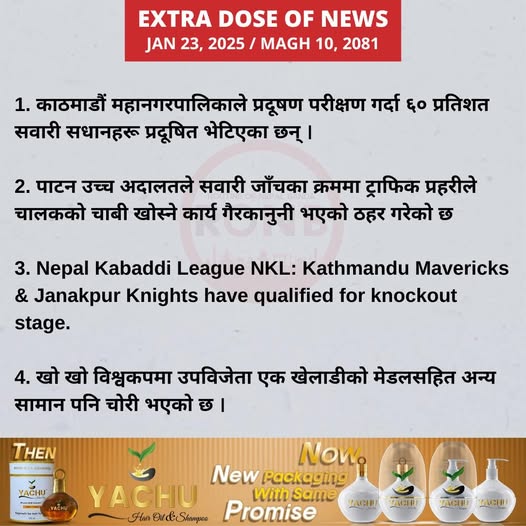 EXTRA DOSE OF NEWS
JAN 23, 2025 / MAGH 10, 2081
1. काठमाडौं महानगरपालिकाले प्रदूषण परीक्षण गर्दा ६० प्रतिशत
सवारी सधानहरू प्रदूषित भेटिएका छन् ।
2. पाटन उच्च अदालतले सवारी जाँचका क्रममा ट्राफिक प्रहरीले
चालकको चाबी खोस्ने कार्य गैरकानुनी भएको ठहर गरेको छ
RONB
3. Nepal Kabaddi League NKL: Kathmandu Mavericks
& Janakpur Knights have qualified for knockout
stage.
4. खो खो विश्वकपमा उपविजेता एक खेलाडीको मेडलसहित अन्य
सामान पनि चोरी भएको छ ।
THEN
YACHU
YACHU
Hair Oil & Shampoo
Now
New Packaging
With Same
Promise